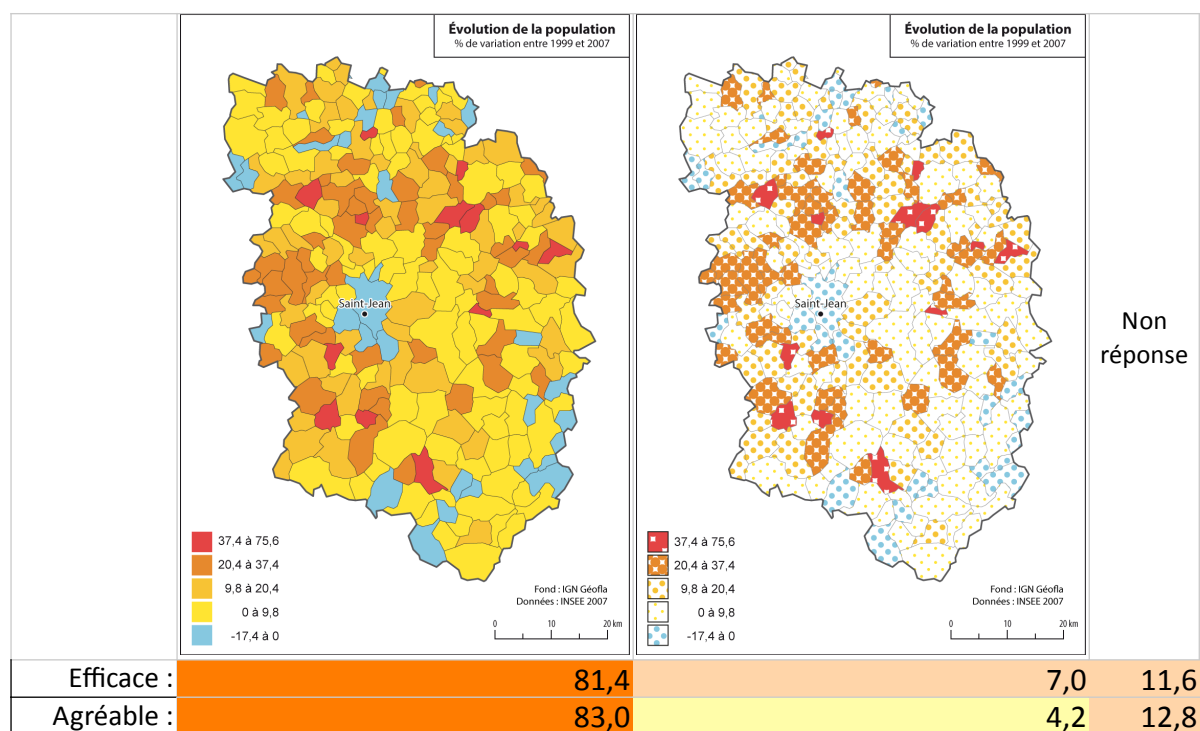 Évolution de la population
% de variation entre 1999 et 2007
Saint-Jean
37,4 à 75,6
20,4 à 37,4
9,8 à 20,4
0 à 9,8
-17,4 à 0
Fond : IGN Géofla
Données : INSEE 2007
0 10 20 km
Évolution de la population
% de variation entre 1999 et 2007
Saint-Jean
37,4 à 75,6
20,4 à 37,4
9,8 à 20,4
0 à 9,8
-17,4 à 0
Fond : IGN Géofla
Données : INSEE 2007
0 10 20 km
Non
réponse
Efficace : 81,4 7,0 11,6
Agréable : 83,0 4,2 12,8